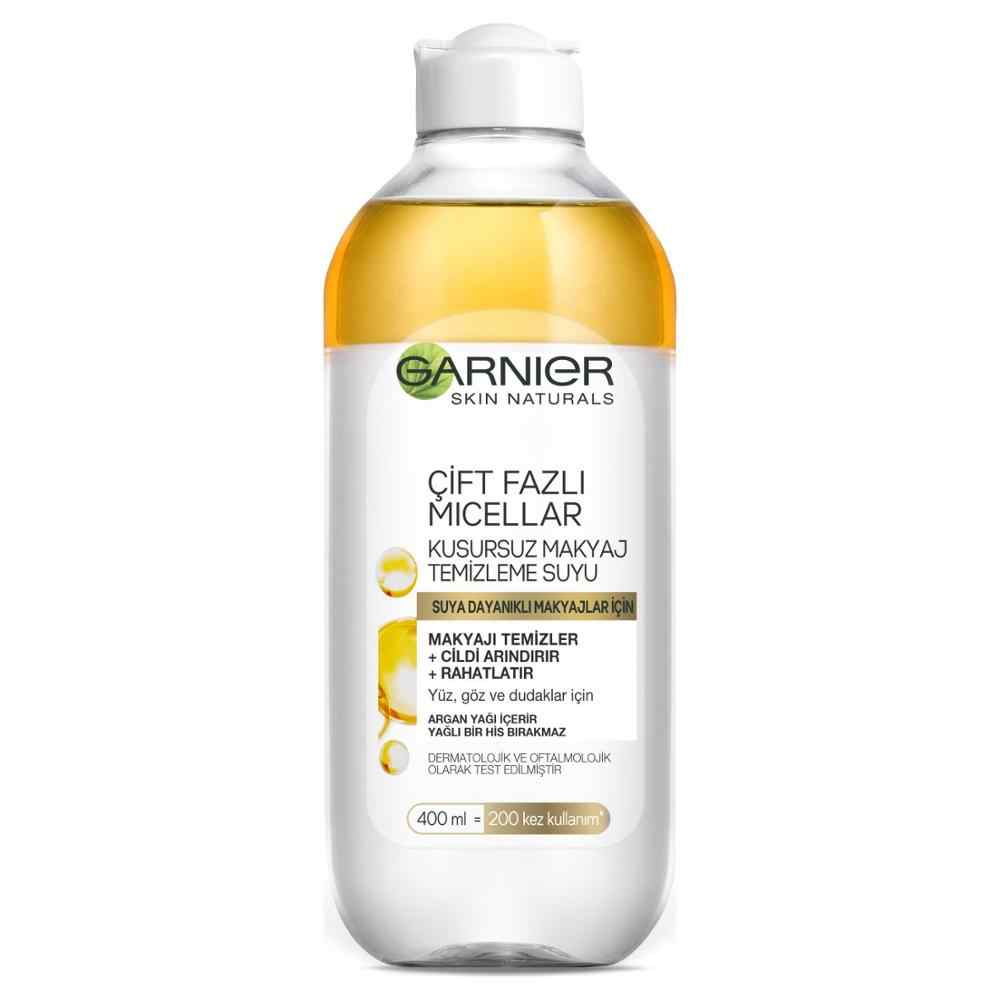 GARNIER
SKIN NATURALS
ÇİFT FAZLI
MICELLAR
KUSURSUZ MAKYAJ
TEMİZLEME SUYU
SUYA DAYANIKLI MAKYAJLAR İÇİN
MAKYAJI TEMİZLER
+ CİLDİ ARINDIRIR
+ RAHATLATIR
Yüz, göz ve dudaklar için
ARGAN YAĞI İÇERİR
YAĞLI BİR HİS BIRAKMAZ
DERMATOLOJİK VE OFTALMOLOJİK
OLARAK TEST EDİLMİŞTİR
400 ml = 200 kez kullanım*